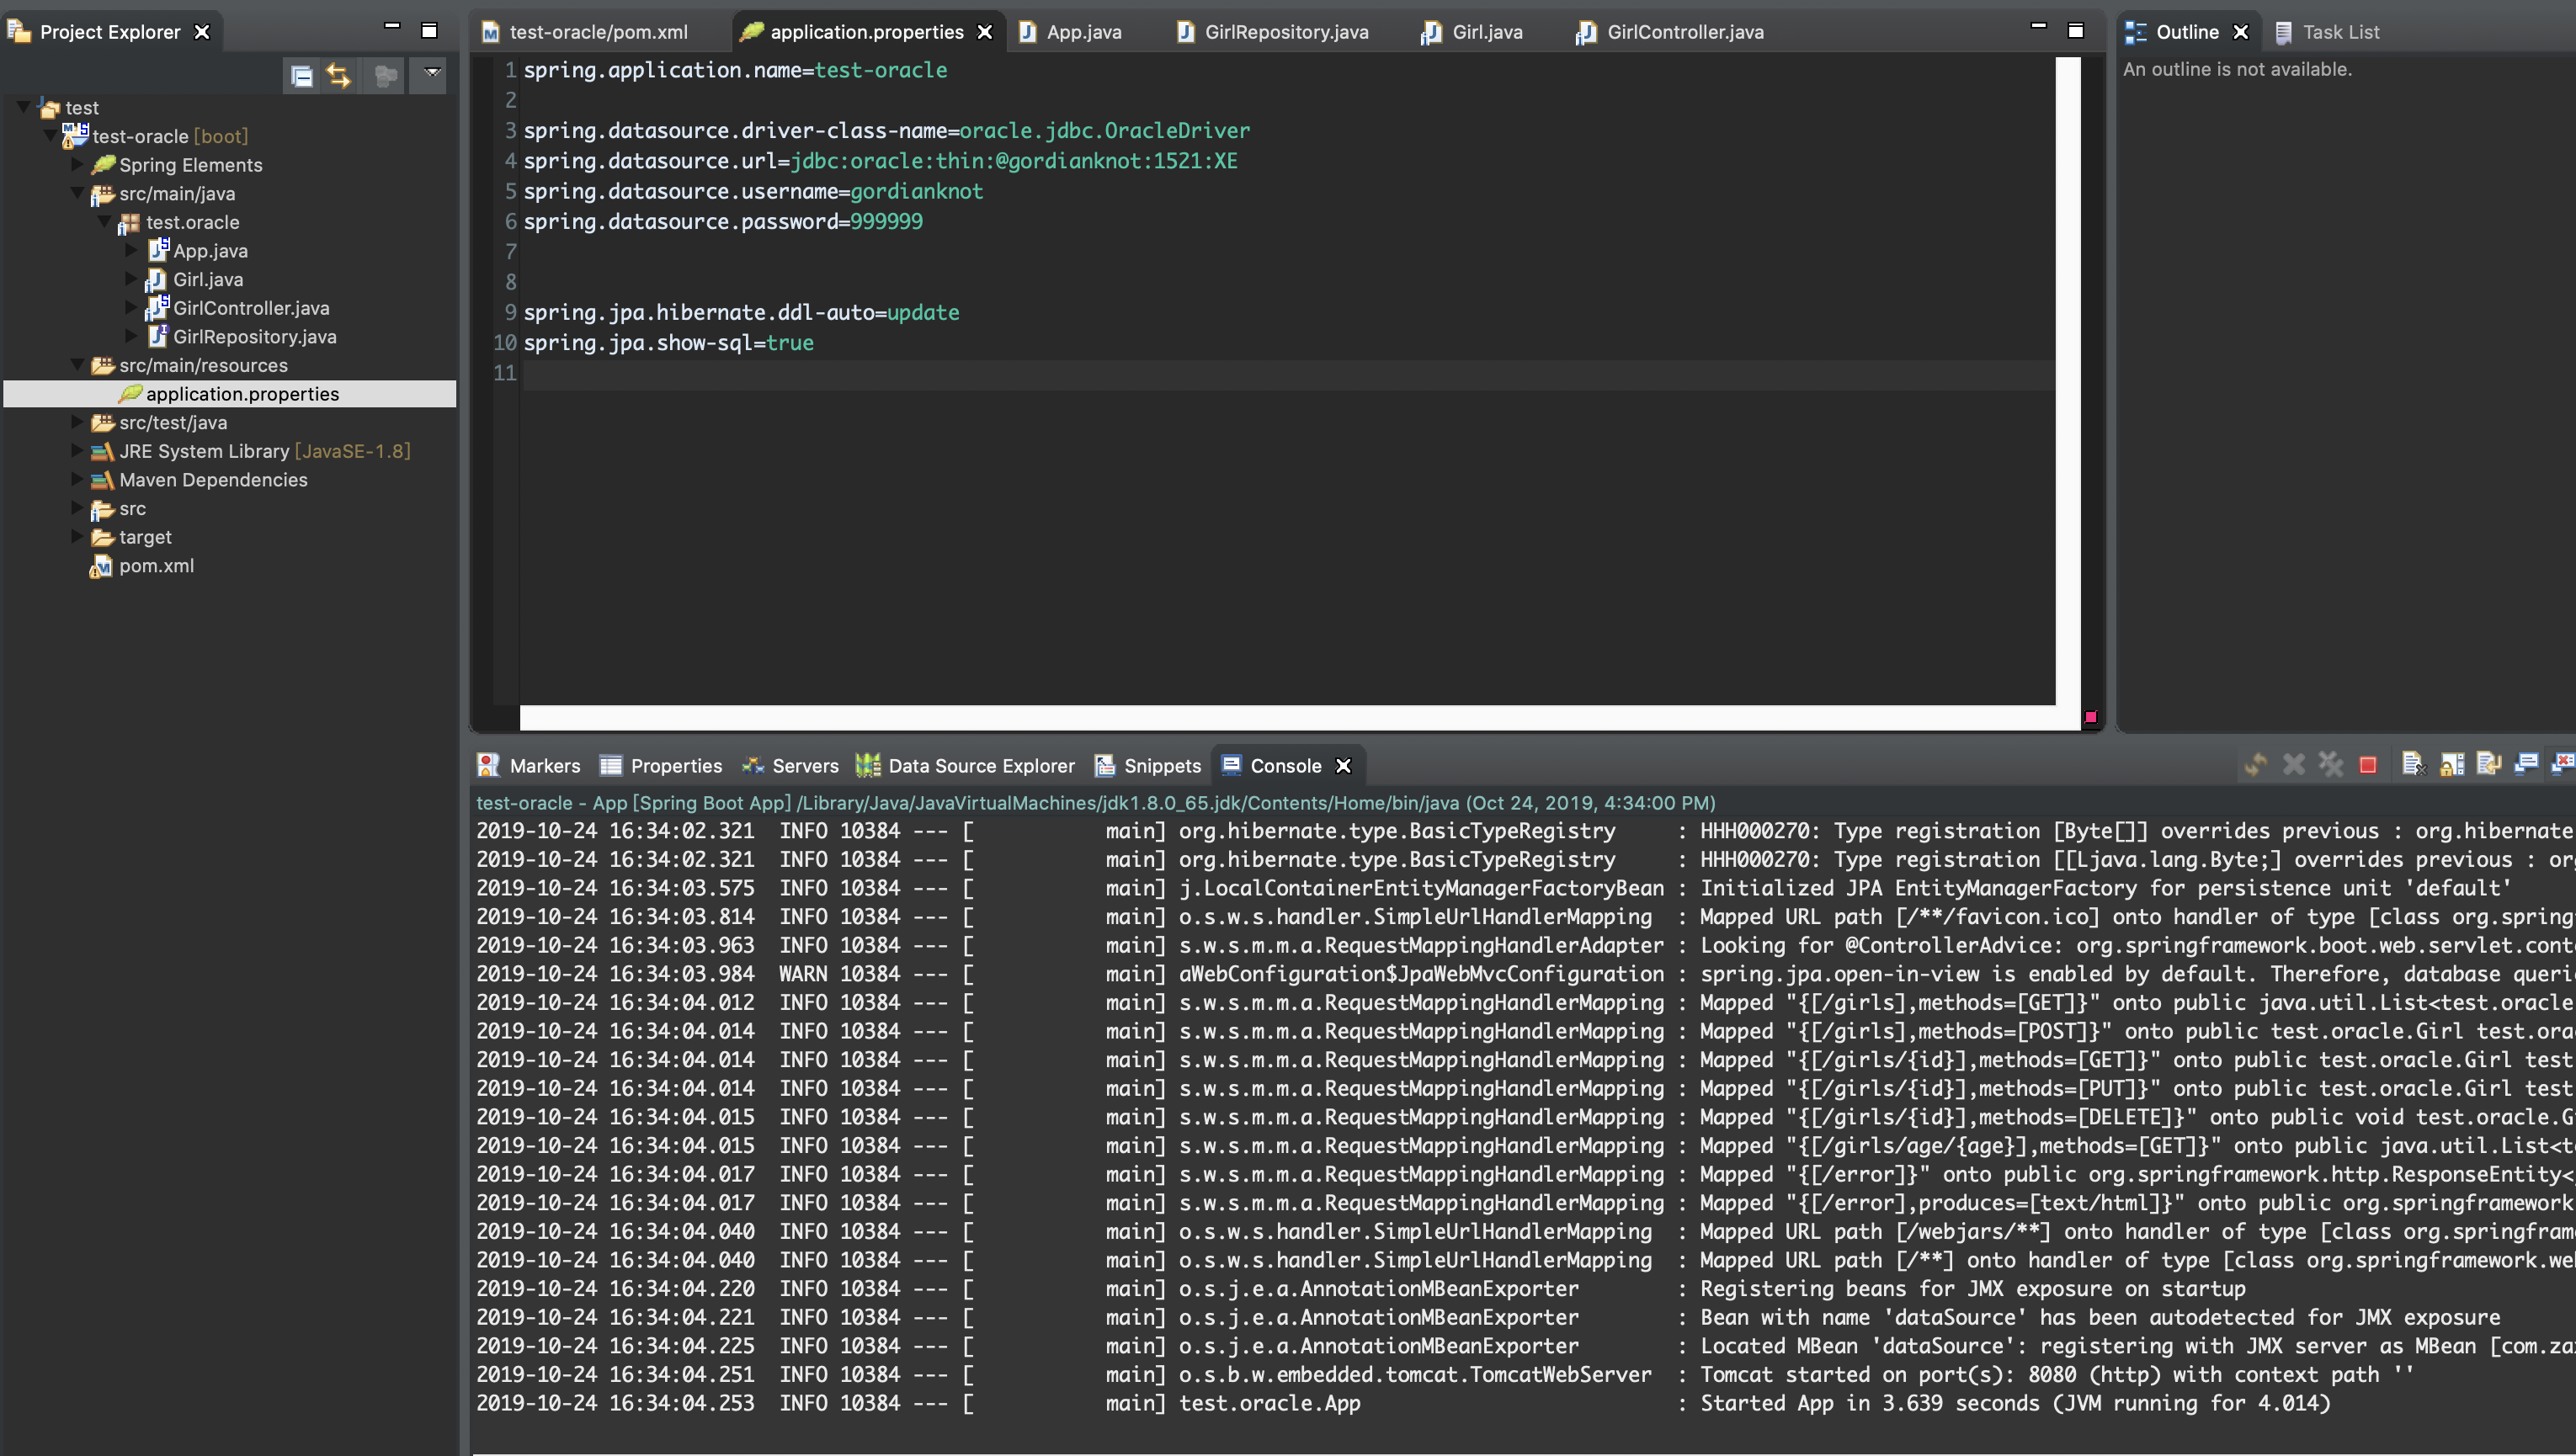 Project Explorer
test
test-oracle [boot]
Spring Elements
src/main/java
test.oracle
App.java
Girl.java
GirlController.java
GirlRepository.java
src/main/resources
application.properties
src/test/java
JRE System Library [JavaSE-1.8]
Maven Dependencies
src
target
pom.xml
test-oracle/pom.xml application.properties App.java GirlRepository.java Girl.java GirlController.java
1 spring.application.name=test-oracle
2
3 spring.datasource.driver-class-name=oracle.jdbc.OracleDriver
4 spring.datasource.url=jdbc:oracle:thin:@gordianknot:1521:XE
5 spring.datasource.username=gordianknot
6 spring.datasource.password=999999
7
8
9 spring.jpa.hibernate.ddl-auto=update
10 spring.jpa.show-sql=true
11
Outline Task List
An outline is not available.
Markers Properties Servers Data Source Explorer Snippets Console
test-oracle - App [Spring Boot App] /Library/Java/JavaVirtualMachines/jdk1.8.0_65.jdk/Contents/Home/bin/java (Oct 24, 2019, 4:34:00 PM)
2019-10-24 16:34:02.321  INFO 10384 --- [           main] org.hibernate.type.BasicTypeRegistry     : HHH000270: Type registration [Byte[]] overrides previous : org.hibernate
2019-10-24 16:34:02.321  INFO 10384 --- [           main] org.hibernate.type.BasicTypeRegistry     : HHH000270: Type registration [[Ljava.lang.Byte;] overrides previous : or
2019-10-24 16:34:03.575  INFO 10384 --- [           main] j.LocalContainerEntityManagerFactoryBean : Initialized JPA EntityManagerFactory for persistence unit 'default'
2019-10-24 16:34:03.814  INFO 10384 --- [           main] o.s.w.s.handler.SimpleUrlHandlerMapping  : Mapped URL path [/**/favicon.ico] onto handler of type [class org.spring
2019-10-24 16:34:03.963  INFO 10384 --- [           main] s.w.s.m.m.a.RequestMappingHandlerAdapter : Looking for @ControllerAdvice: org.springframework.boot.web.servlet.cont
2019-10-24 16:34:03.984  WARN 10384 --- [           main] aWebConfiguration$JpaWebMvcConfiguration : spring.jpa.open-in-view is enabled by default. Therefore, database queri
2019-10-24 16:34:04.012  INFO 10384 --- [           main] s.w.s.m.m.a.RequestMappingHandlerMapping : Mapped "{[/girls],methods=[GET]}" onto public java.util.List<test.oracle
2019-10-24 16:34:04.014  INFO 10384 --- [           main] s.w.s.m.m.a.RequestMappingHandlerMapping : Mapped "{[/girls],methods=[POST]}" onto public test.oracle.Girl test.ora
2019-10-24 16:34:04.014  INFO 10384 --- [           main] s.w.s.m.m.a.RequestMappingHandlerMapping : Mapped "{[/girls/{id}],methods=[GET]}" onto public test.oracle.Girl test
2019-10-24 16:34:04.014  INFO 10384 --- [           main] s.w.s.m.m.a.RequestMappingHandlerMapping : Mapped "{[/girls/{id}],methods=[PUT]}" onto public test.oracle.Girl test
2019-10-24 16:34:04.015  INFO 10384 --- [           main] s.w.s.m.m.a.RequestMappingHandlerMapping : Mapped "{[/girls/{id}],methods=[DELETE]}" onto public void test.oracle.G
2019-10-24 16:34:04.015  INFO 10384 --- [           main] s.w.s.m.m.a.RequestMappingHandlerMapping : Mapped "{[/girls/age/{age}],methods=[GET]}" onto public java.util.List<t
2019-10-24 16:34:04.017  INFO 10384 --- [           main] s.w.s.m.m.a.RequestMappingHandlerMapping : Mapped "{[/error]}" onto public org.springframework.http.ResponseEntity<
2019-10-24 16:34:04.017  INFO 10384 --- [           main] s.w.s.m.m.a.RequestMappingHandlerMapping : Mapped "{[/error],produces=[text/html]}" onto public org.springframework
2019-10-24 16:34:04.040  INFO 10384 --- [           main] o.s.w.s.handler.SimpleUrlHandlerMapping  : Mapped URL path [/webjars/**] onto handler of type [class org.springfram
2019-10-24 16:34:04.040  INFO 10384 --- [           main] o.s.w.s.handler.SimpleUrlHandlerMapping  : Mapped URL path [/**] onto handler of type [class org.springframework.we
2019-10-24 16:34:04.220  INFO 10384 --- [           main] o.s.j.e.a.AnnotationMBeanExporter        : Registering beans for JMX exposure on startup
2019-10-24 16:34:04.221  INFO 10384 --- [           main] o.s.j.e.a.AnnotationMBeanExporter        : Bean with name 'dataSource' has been autodetected for JMX exposure
2019-10-24 16:34:04.225  INFO 10384 --- [           main] o.s.j.e.a.AnnotationMBeanExporter        : Located MBean 'dataSource': registering with JMX server as MBean [com.za
2019-10-24 16:34:04.251  INFO 10384 --- [           main] o.s.b.w.embedded.tomcat.TomcatWebServer  : Tomcat started on port(s): 8080 (http) with context path ''
2019-10-24 16:34:04.253  INFO 10384 --- [           main] test.oracle.App                          : Started App in 3.639 seconds (JVM running for 4.014)